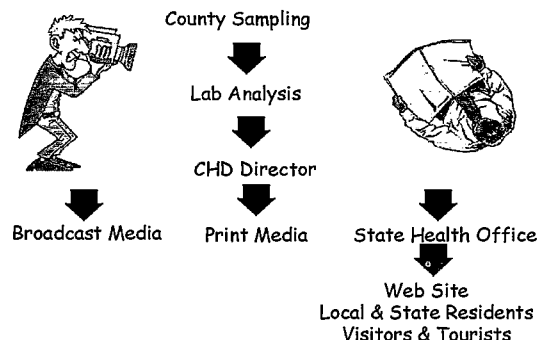 County Sampling
Lab Analysis
CHD Director
Broadcast Media
Print Media
State Health Office
Web Site
Local & State Residents
Visitors & Tourists